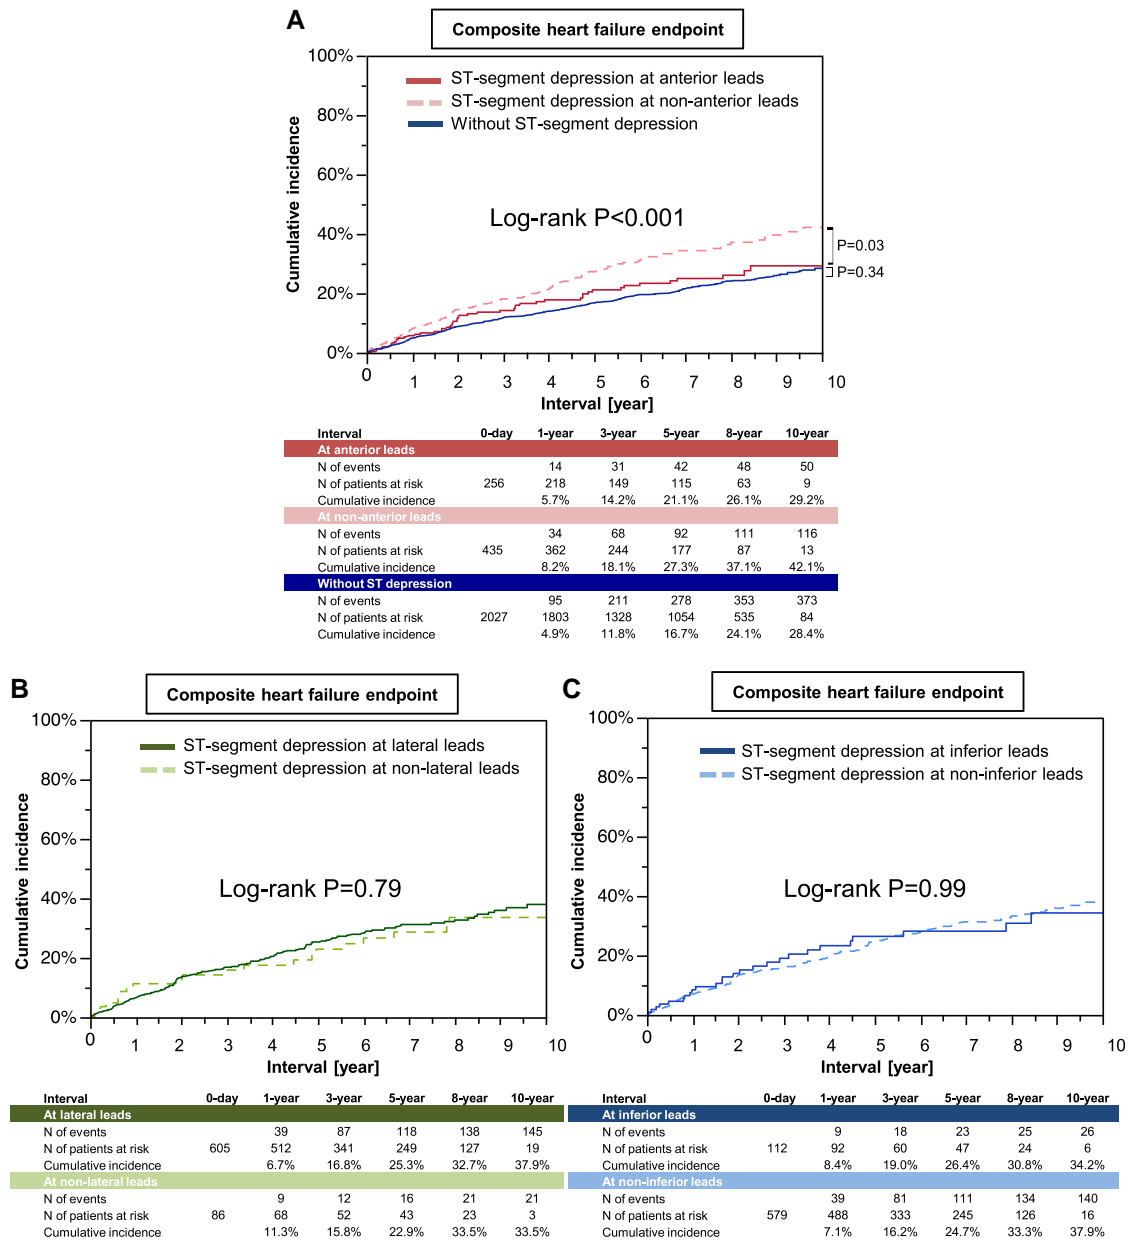 A
Composite heart failure endpoint
100%
80%
60%
40%
20%
0%
Cumulative incidence
ST-segment depression at anterior leads
ST-segment depression at non-anterior leads
Without ST-segment depression
Log-rank P<0.001
P=0.03
P=0.34
0 1 2 3 4 5 6 7 8 9 10
Interval [year]
Interval 0-day 1-year 3-year 5-year 8-year 10-year
At anterior leads
N of events 14 31 42 48 50
N of patients at risk 256 218 149 115 63 9
Cumulative incidence 5.7% 14.2% 21.1% 26.1% 29.2%
At non-anterior leads
N of events 34 68 92 111 116
N of patients at risk 435 362 244 177 87 13
Cumulative incidence 8.2% 18.1% 27.3% 37.1% 42.1%
Without ST depression
N of events 95 211 278 353 373
N of patients at risk 2027 1803 1328 1054 535 84
Cumulative incidence 4.9% 11.8% 16.7% 24.1% 28.4%
B
Composite heart failure endpoint
100%
80%
60%
40%
20%
0%
Cumulative incidence
ST-segment depression at lateral leads
ST-segment depression at non-lateral leads
Log-rank P=0.79
0 1 2 3 4 5 6 7 8 9 10
Interval [year]
Interval 0-day 1-year 3-year 5-year 8-year 10-year
At lateral leads
N of events 39 87 118 138 145
N of patients at risk 605 512 341 249 127 19
Cumulative incidence 6.7% 16.8% 25.3% 32.7% 37.9%
At non-lateral leads
N of events 9 12 16 21 21
N of patients at risk 86 68 52 43 23 3
Cumulative incidence 11.3% 15.8% 22.9% 33.5% 33.5%
C
Composite heart failure endpoint
100%
80%
60%
40%
20%
0%
Cumulative incidence
ST-segment depression at inferior leads
ST-segment depression at non-inferior leads
Log-rank P=0.99
0 1 2 3 4 5 6 7 8 9 10
Interval [year]
Interval 0-day 1-year 3-year 5-year 8-year 10-year
At inferior leads
N of events 9 18 23 25 26
N of patients at risk 112 92 60 47 24 6
Cumulative incidence 8.4% 19.0% 26.4% 30.8% 34.2%
At non-inferior leads
N of events 39 81 111 134 140
N of patients at risk 579 488 333 245 126 16
Cumulative incidence 7.1% 16.2% 24.7% 33.3% 37.9%